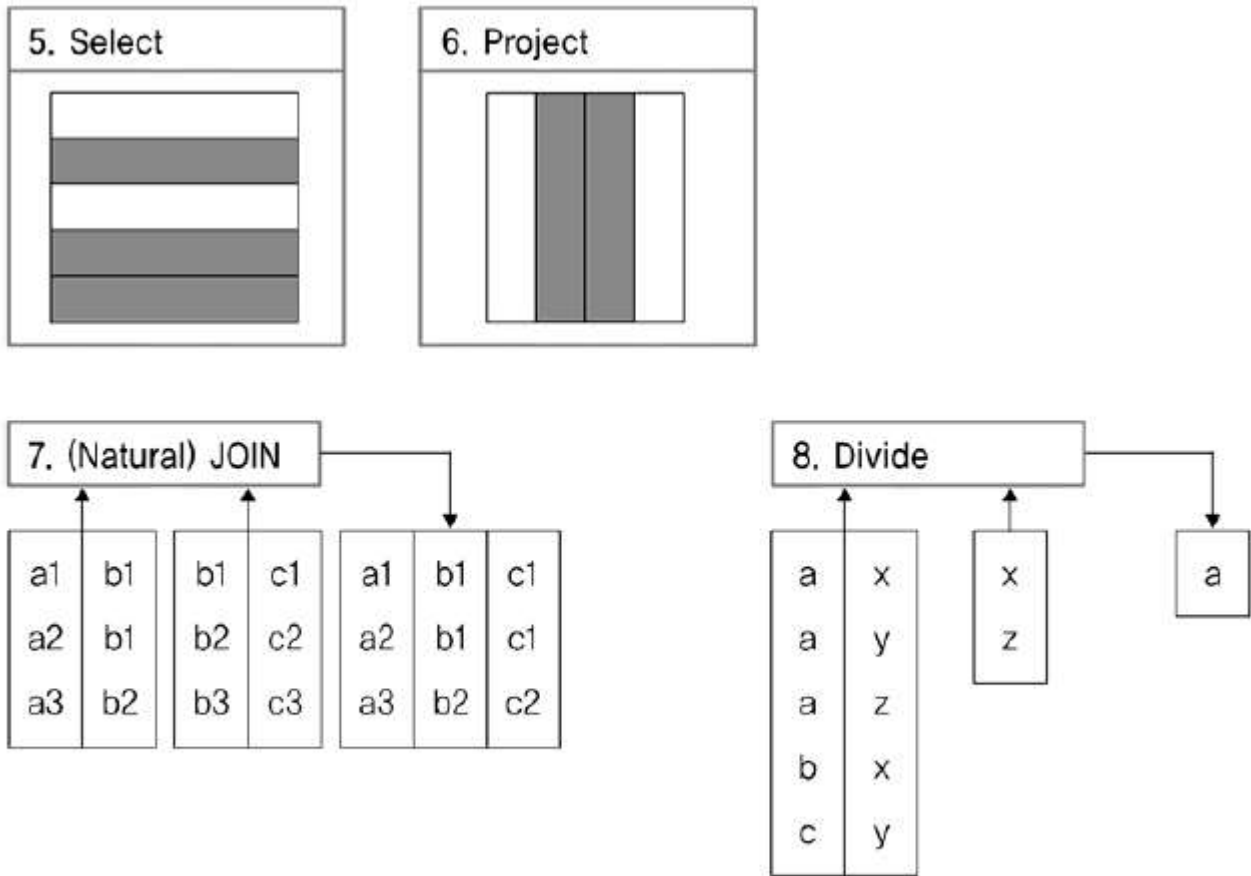 5. Select
6. Project
7. (Natural) JOIN
8. Divide
a1 b1 b1 c1 a1 b1 c1
a2 b1 b2 c2 a2 b1 c1
a3 b2 b3 c3 a3 b2 c2
a x x a
a y z
a z
b x
c y